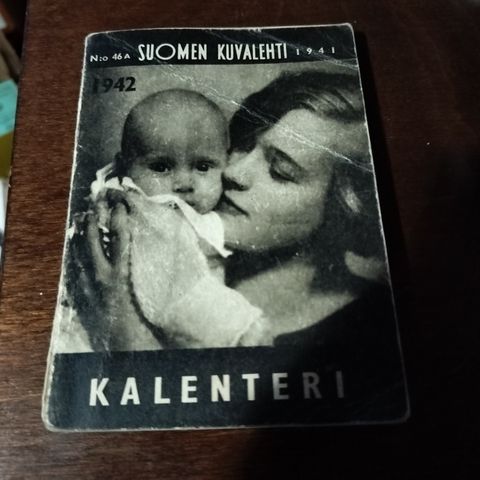 N:o 46 A SUOMEN KUVALEHTI 1941
1942
KALENTERI